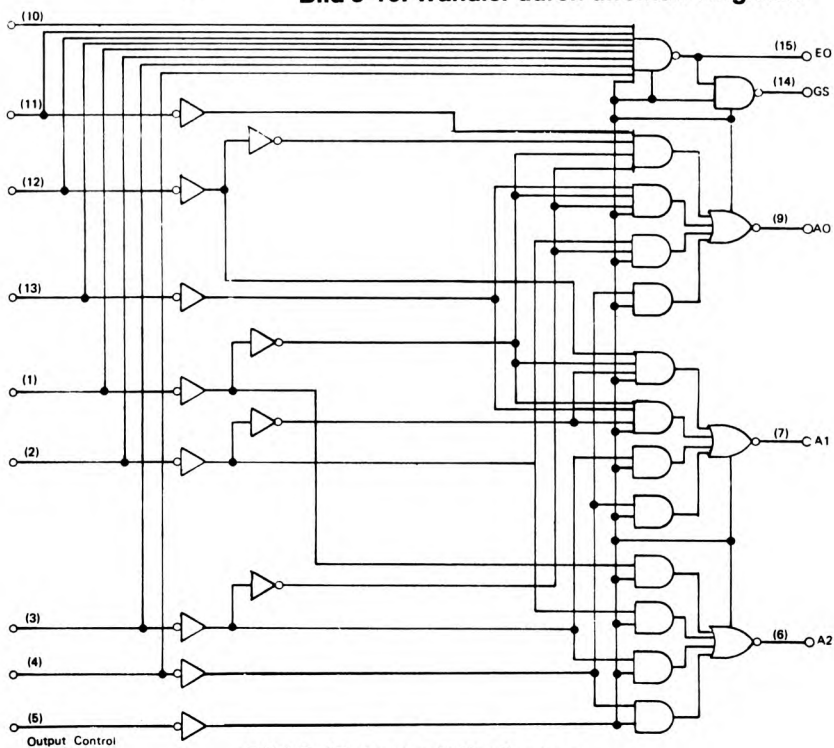 (10)
(15) EO
(14) GS
(11)
(12)
(9) A0
(13)
(1)
(7) A1
(2)
(3)
(6) A2
(4)
(5)
Output Control